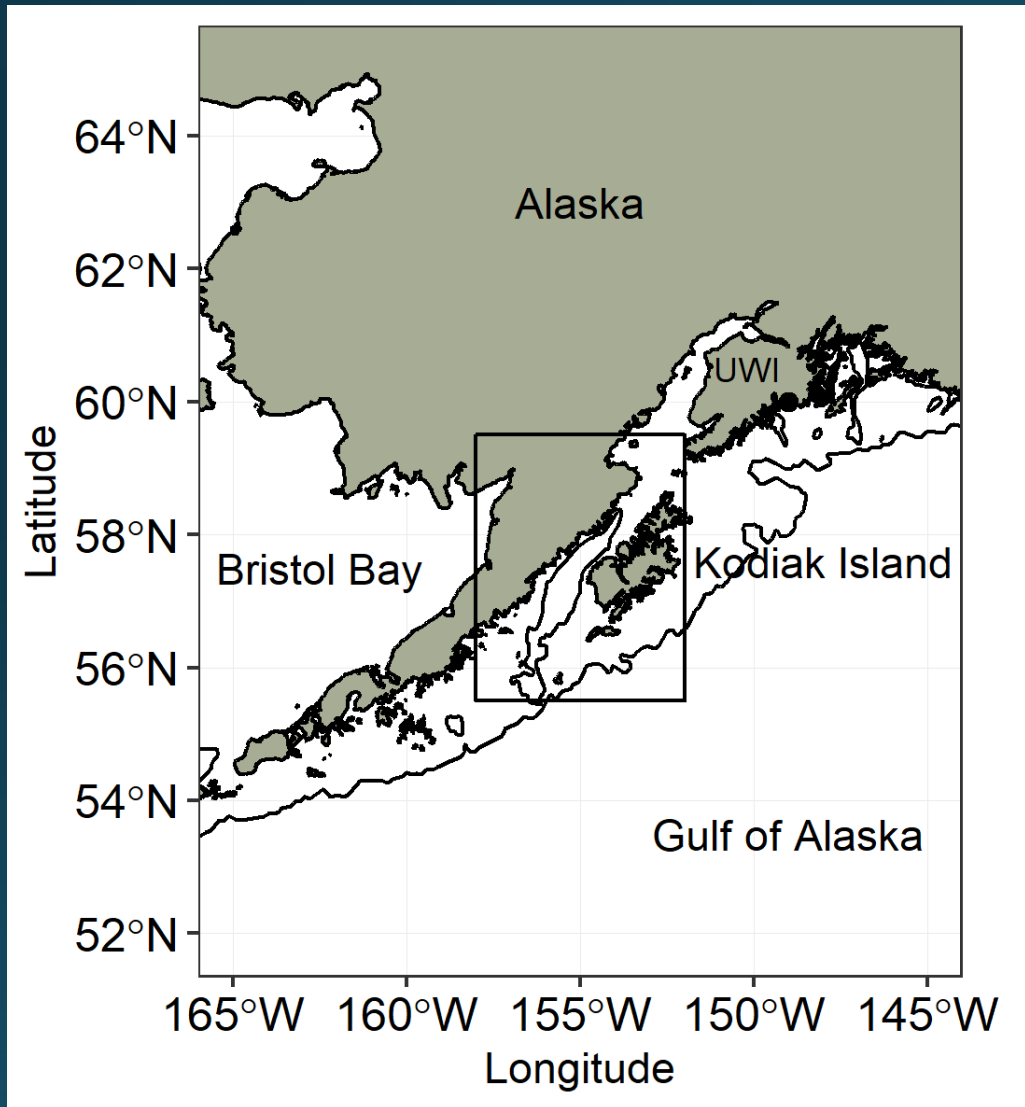 64°N
Alaska
62°N
UWI
60°N
58°N
Bristol Bay
Kodiak Island
56°N
54°N
Gulf of Alaska
52°N
Latitude
165°W 160°W 155°W 150°W 145°W
Longitude